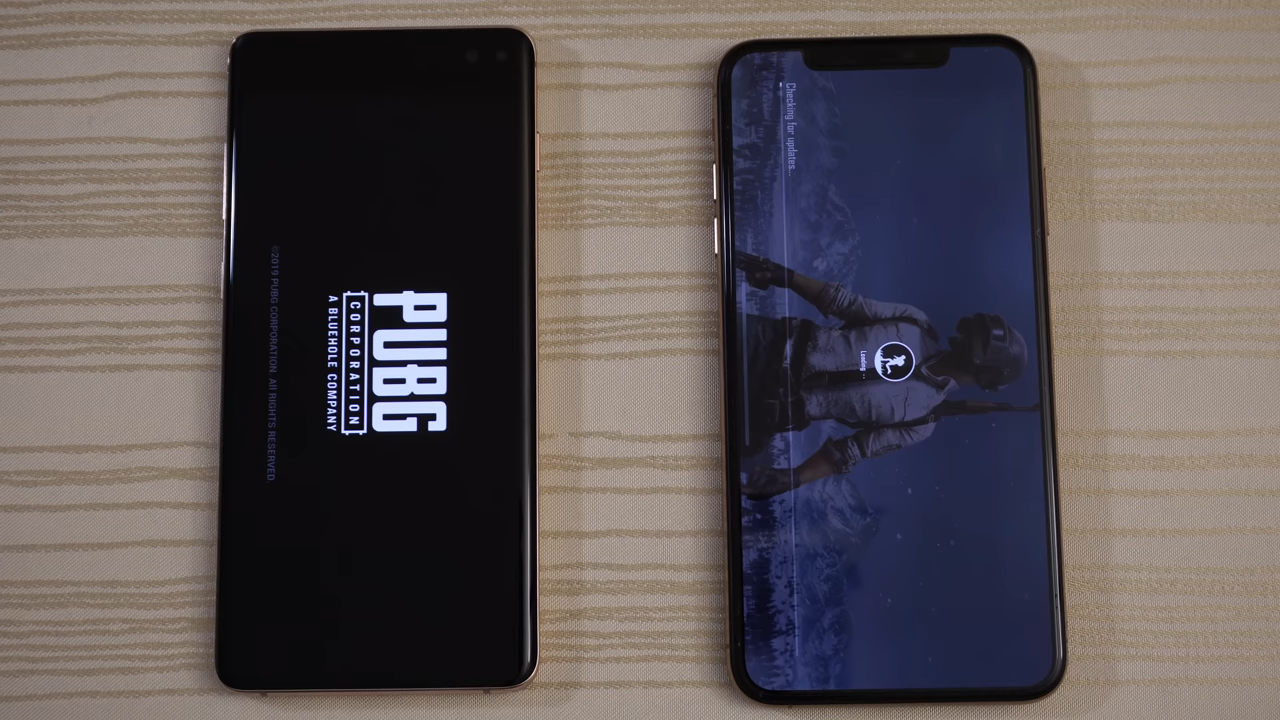 PUBG
CORPORATION
A BLUEHOLE COMPANY
©2019 PUBG CORPORATION. All RIGHTS RESERVED.
Loading ..
Checking for updates...